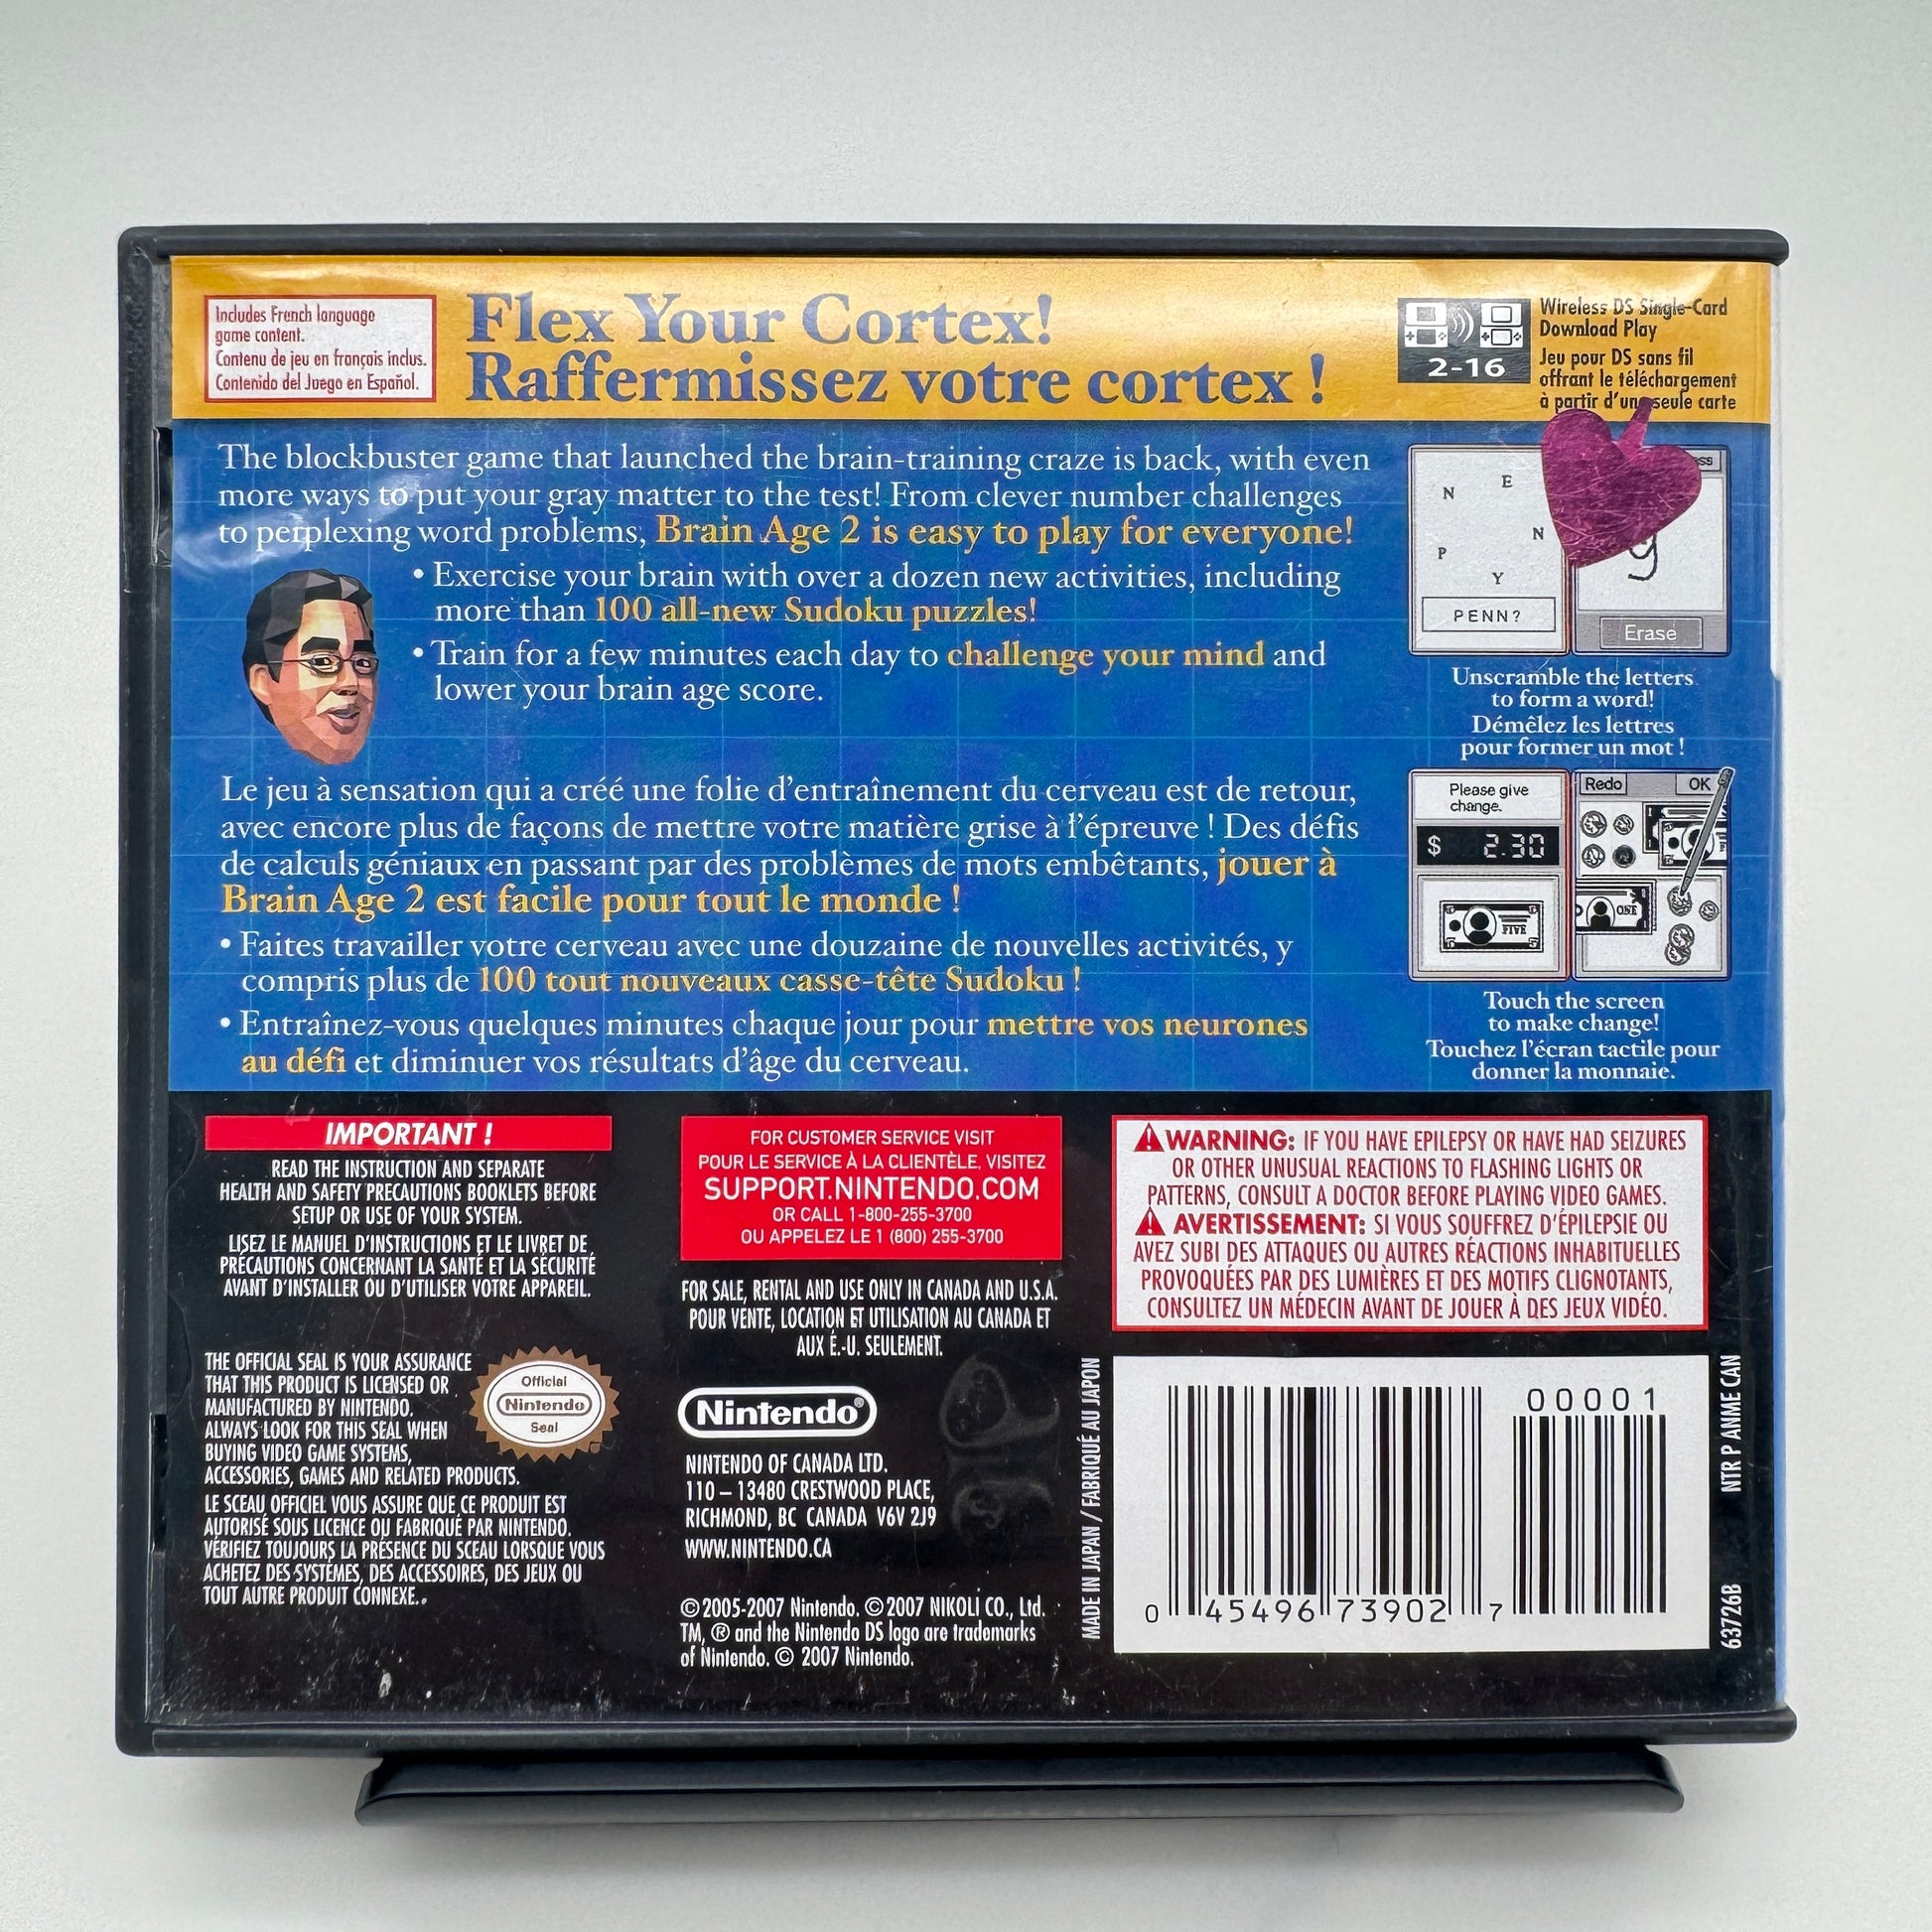 Includes French language
game content.
Contenu de jeu en français inclus.
Contenido del Juego en Español.
Flex Your Cortex!
Raffermissez votre cortex !
2-16
Wireless DS Single-Card
Download Play
Jeu pour DS sans fil
offrant le téléchargement
à partir d'une seule carte
The blockbuster game that launched the brain-training craze is back, with even
more ways to put your gray matter to the test! From clever number challenges
to perplexing word problems, Brain Age 2 is easy to play for everyone!
• Exercise your brain with over a dozen new activities, including
more than 100 all-new Sudoku puzzles!
• Train for a few minutes each day to challenge your mind and
lower your brain age score.
Le jeu à sensation qui a créé une folie d'entraînement du cerveau est de retour,
avec encore plus de façons de mettre votre matière grise à l'épreuve ! Des défis
de calculs géniaux en passant par des problèmes de mots embêtants, jouer à
Brain Age 2 est facile pour tout le monde !
• Faites travailler votre cerveau avec une douzaine de nouvelles activités, y
compris plus de 100 tout nouveaux casse-tête Sudoku !
• Entraînez-vous quelques minutes chaque jour pour mettre vos neurones
au défi et diminuer vos résultats d'âge du cerveau.
N E
N
P
Y
PENN?
y
Erase
Unscramble the letters
to form a word!
Démêlez les lettres
pour former un mot !
Please give
change.
$ 2.30
FIVE
Redo OK
ONE
Touch the screen
to make change!
Touchez l'écran tactile pour
donner la monnaie.
IMPORTANT !
READ THE INSTRUCTION AND SEPARATE
HEALTH AND SAFETY PRECAUTIONS BOOKLETS BEFORE
SETUP OR USE OF YOUR SYSTEM.
LISEZ LE MANUEL D'INSTRUCTIONS ET LE LIVRET DE
PRÉCAUTIONS CONCERNANT LA SANTÉ ET LA SÉCURITÉ
AVANT D'INSTALLER OU D'UTILISER VOTRE APPAREIL.
THE OFFICIAL SEAL IS YOUR ASSURANCE
THAT THIS PRODUCT IS LICENSED OR
MANUFACTURED BY NINTENDO.
ALWAYS LOOK FOR THIS SEAL WHEN
BUYING VIDEO GAME SYSTEMS,
ACCESSORIES, GAMES AND RELATED PRODUCTS.
Official
Nintendo
Seal
LE SCEAU OFFICIEL VOUS ASSURE QUE CE PRODUIT EST
AUTORISÉ SOUS LICENCE OU FABRIQUÉ PAR NINTENDO.
VÉRIFIEZ TOUJOURS LA PRÉSENCE DU SCEAU LORSQUE VOUS
ACHETEZ DES SYSTÈMES, DES ACCESSOIRES, DES JEUX OU
TOUT AUTRE PRODUIT CONNEXE.
FOR CUSTOMER SERVICE VISIT
POUR LE SERVICE À LA CLIENTÈLE, VISITEZ
SUPPORT.NINTENDO.COM
OR CALL 1-800-255-3700
OU APPELEZ LE 1 (800) 255-3700
FOR SALE, RENTAL AND USE ONLY IN CANADA AND U.S.A.
POUR VENTE, LOCATION ET UTILISATION AU CANADA ET
AUX É.-U. SEULEMENT.
Nintendo®
NINTENDO OF CANADA LTD.
110 – 13480 CRESTWOOD PLACE,
RICHMOND, BC CANADA V6V 2J9
WWW.NINTENDO.CA
© 2005-2007 Nintendo. © 2007 NIKOLI CO., Ltd.
TM, ® and the Nintendo DS logo are trademarks
of Nintendo. © 2007 Nintendo.
WARNING: IF YOU HAVE EPILEPSY OR HAVE HAD SEIZURES
OR OTHER UNUSUAL REACTIONS TO FLASHING LIGHTS OR
PATTERNS, CONSULT A DOCTOR BEFORE PLAYING VIDEO GAMES.
AVERTISSEMENT: SI VOUS SOUFFREZ D'ÉPILEPSIE OU
AVEZ SUBI DES ATTAQUES OU AUTRES RÉACTIONS INHABITUELLES
PROVOQUÉES PAR DES LUMIÈRES ET DES MOTIFS CLIGNOTANTS,
CONSULTEZ UN MÉDECIN AVANT DE JOUER À DES JEUX VIDÉO.
MADE IN JAPAN / FABRIQUÉ AU JAPON
00001
0 45496 73902 7
63726B NTR P ANME CAN